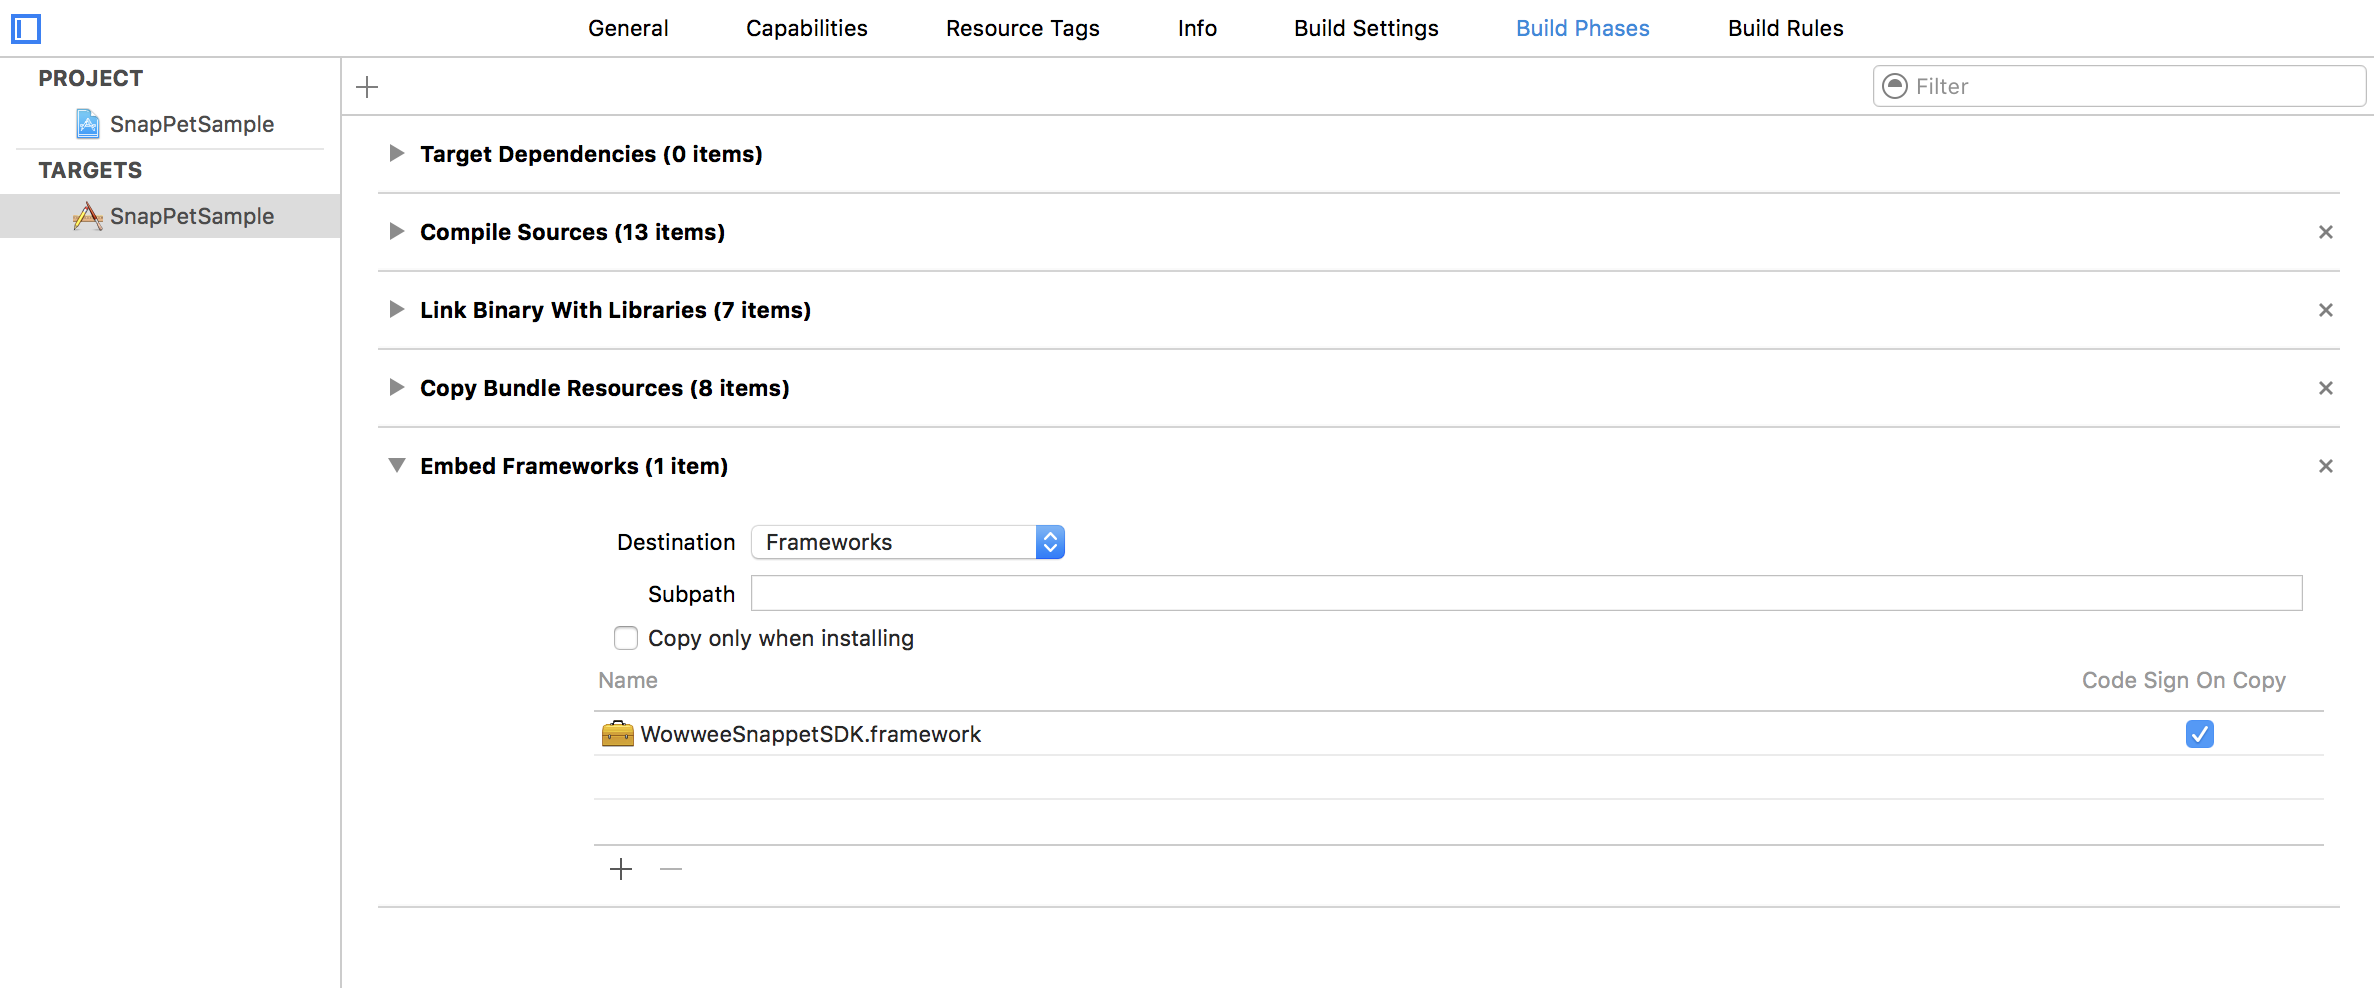 General Capabilities Resource Tags Info Build Settings Build Phases Build Rules
PROJECT
SnapPetSample
TARGETS
SnapPetSample
Filter
Target Dependencies (0 items)
Compile Sources (13 items)
Link Binary With Libraries (7 items)
Copy Bundle Resources (8 items)
Embed Frameworks (1 item)
Destination Frameworks
Subpath
Copy only when installing
Name Code Sign On Copy
WowweeSnappetSDK.framework